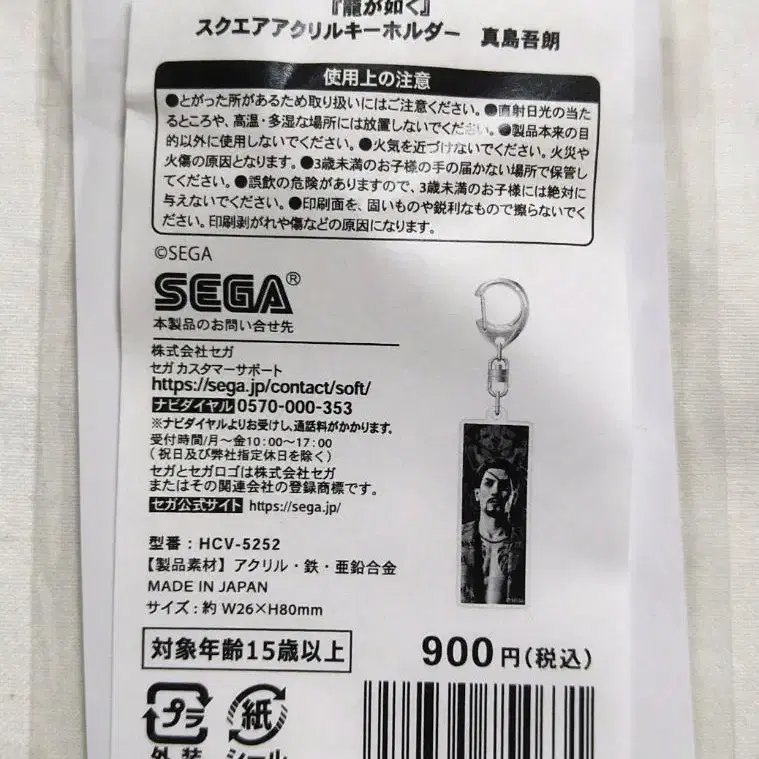 『龍が如く』
スクエアアクリルキーホルダー 真島吾朗
使用上の注意
●とがった所があるため取り扱いにはご注意ください。●直射日光の当た
るところや、高温・多湿な場所には放置しないでください。●製品本来の目
的以外に使用しないでください。●火気を近づけないでください。火災や
火傷の原因となります。●3歳未満のお子様の手の届かない場所で保管し
てください。●誤飲の危険がありますので、3歳未満のお子様には絶対に
与えないでください。●印刷面を、固いものや鋭利なもので擦らないでく
ださい。印刷剥がれや傷などの原因になります。
©SEGA
SEGA®
本製品のお問い合せ先
株式会社セガ
セガ カスタマーサポート
https://sega.jp/contact/soft/
ナビダイヤル 0570-000-353
※ナビダイヤルよりお受けし、通話料がかかります。
受付時間/月〜金10:00〜17:00
(祝日及び弊社指定休日を除く)
セガとセガロゴは株式会社セガ
またはその関連会社の登録商標です。
セガ公式サイト https://sega.jp/
型番:HCV-5252
【製品素材】アクリル・鉄・亜鉛合金
MADE IN JAPAN
サイズ:約 W26×H80mm
©SEGA
対象年齢15歳以上
900円(税込)
プラ 紙
外装 シール